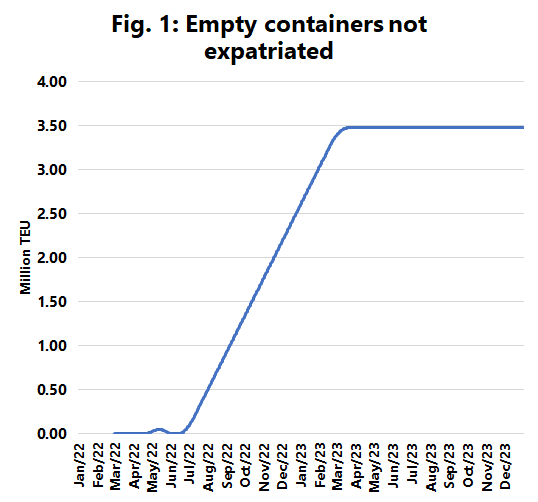 Fig. 1: Empty containers not
expatriated
4.00
3.50
3.00
2.50
2.00
1.50
1.00
0.50
0.00
Million TEU
Jan/22
Feb/22
Mar/22
Apr/22
May/22
Jun/22
Jul/22
Aug/22
Sep/22
Oct/22
Nov/22
Dec/22
Jan/23
Feb/23
Mar/23
Apr/23
May/23
Jun/23
Jul/23
Aug/23
Sep/23
Oct/23
Nov/23
Dec/23